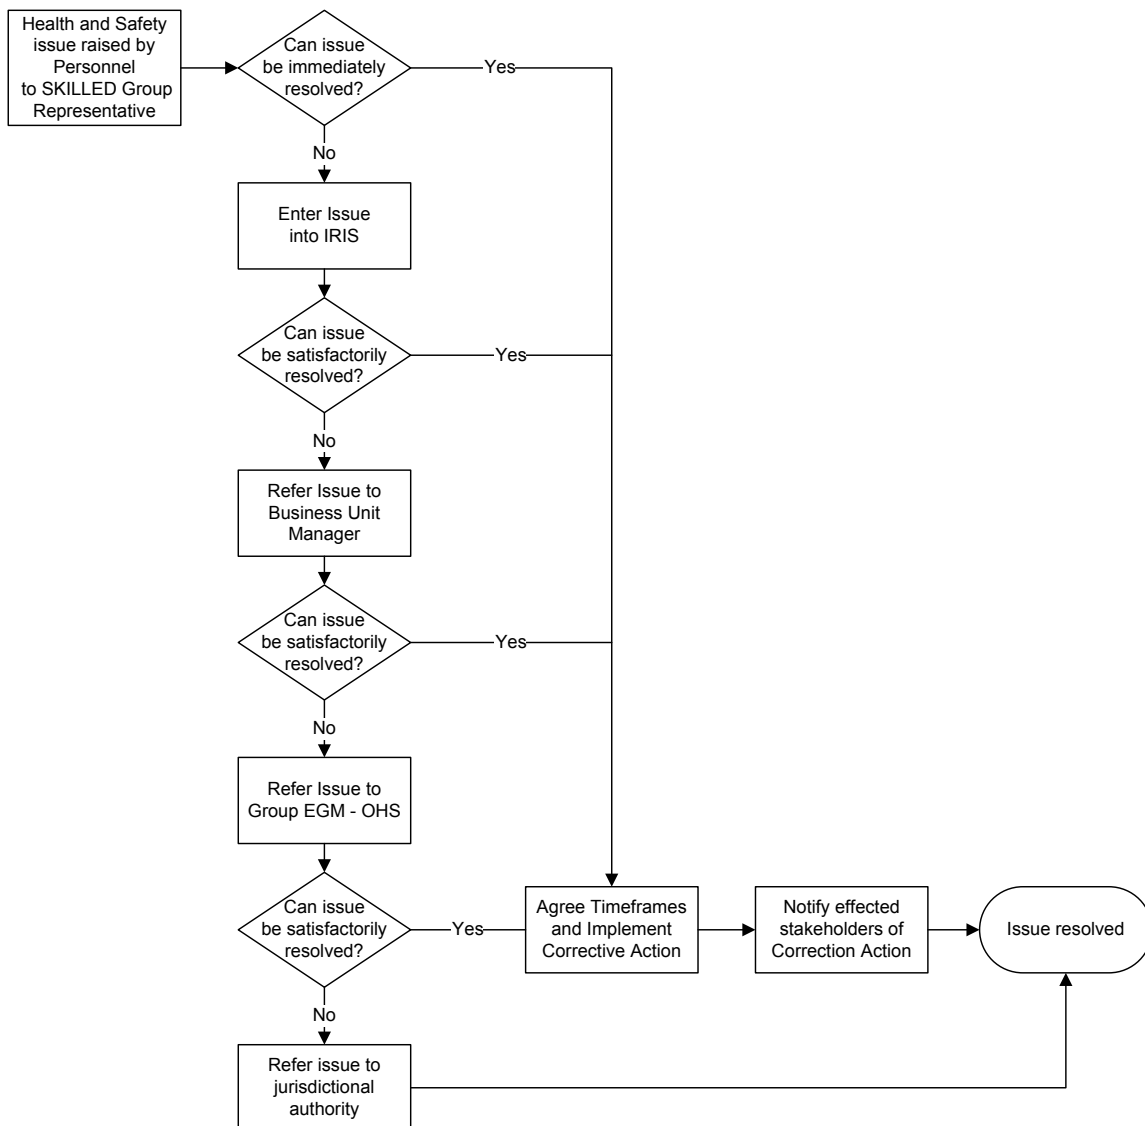 Health and Safety
issue raised by
Personnel
to SKILLED Group
Representative
Can issue
be immediately
resolved?
Yes
No
Enter Issue
into IRIS
Can issue
be satisfactorily
resolved?
Yes
No
Refer Issue to
Business Unit
Manager
Can issue
be satisfactorily
resolved?
Yes
No
Refer Issue to
Group EGM - OHS
Can issue
be satisfactorily
resolved?
Yes
Agree Timeframes
and Implement
Corrective Action
Notify effected
stakeholders of
Correction Action
Issue resolved
No
Refer issue to
jurisdictional
authority